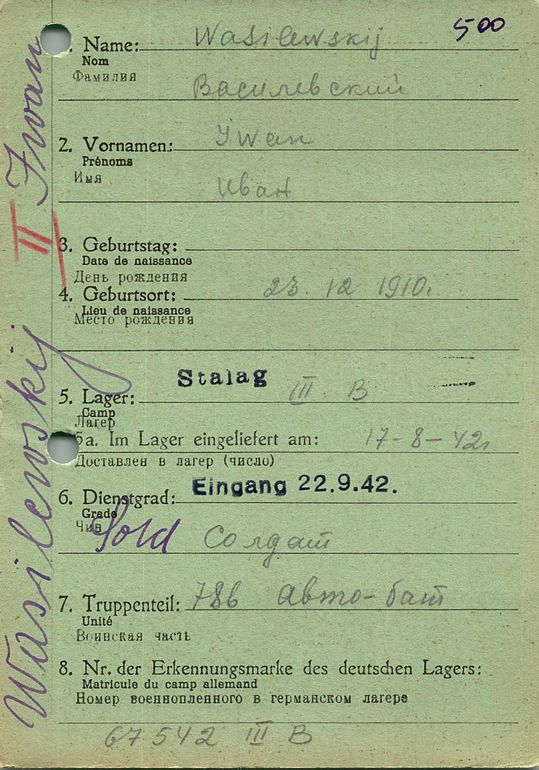 500
1. Name: Wasilewskij
Nom
Фамилия
Василевский
2. Vornamen: Iwan
Prénoms
Имя
Иван
3. Geburtstag:
Date de naissance
День рождения
4. Geburtsort: 23. 12 1910.
Lieu de naissance
Место рождения
5. Lager: Stalag III B
Camp
Лагер
5a. Im Lager eingeliefert am: 17-8-42
Доставлен в лагер (число)
6. Dienstgrad: Eingang 22.9.42.
Grade
Чин
Sold Солдат
7. Truppenteil: 786 авто-бат
Unité
Воинская часть
8. Nr. der Erkennungsmarke des deutschen Lagers:
Matricule du camp allemand
Номер военнопленного в германском лагере
67542 III B
Wasilewskij II Iwan